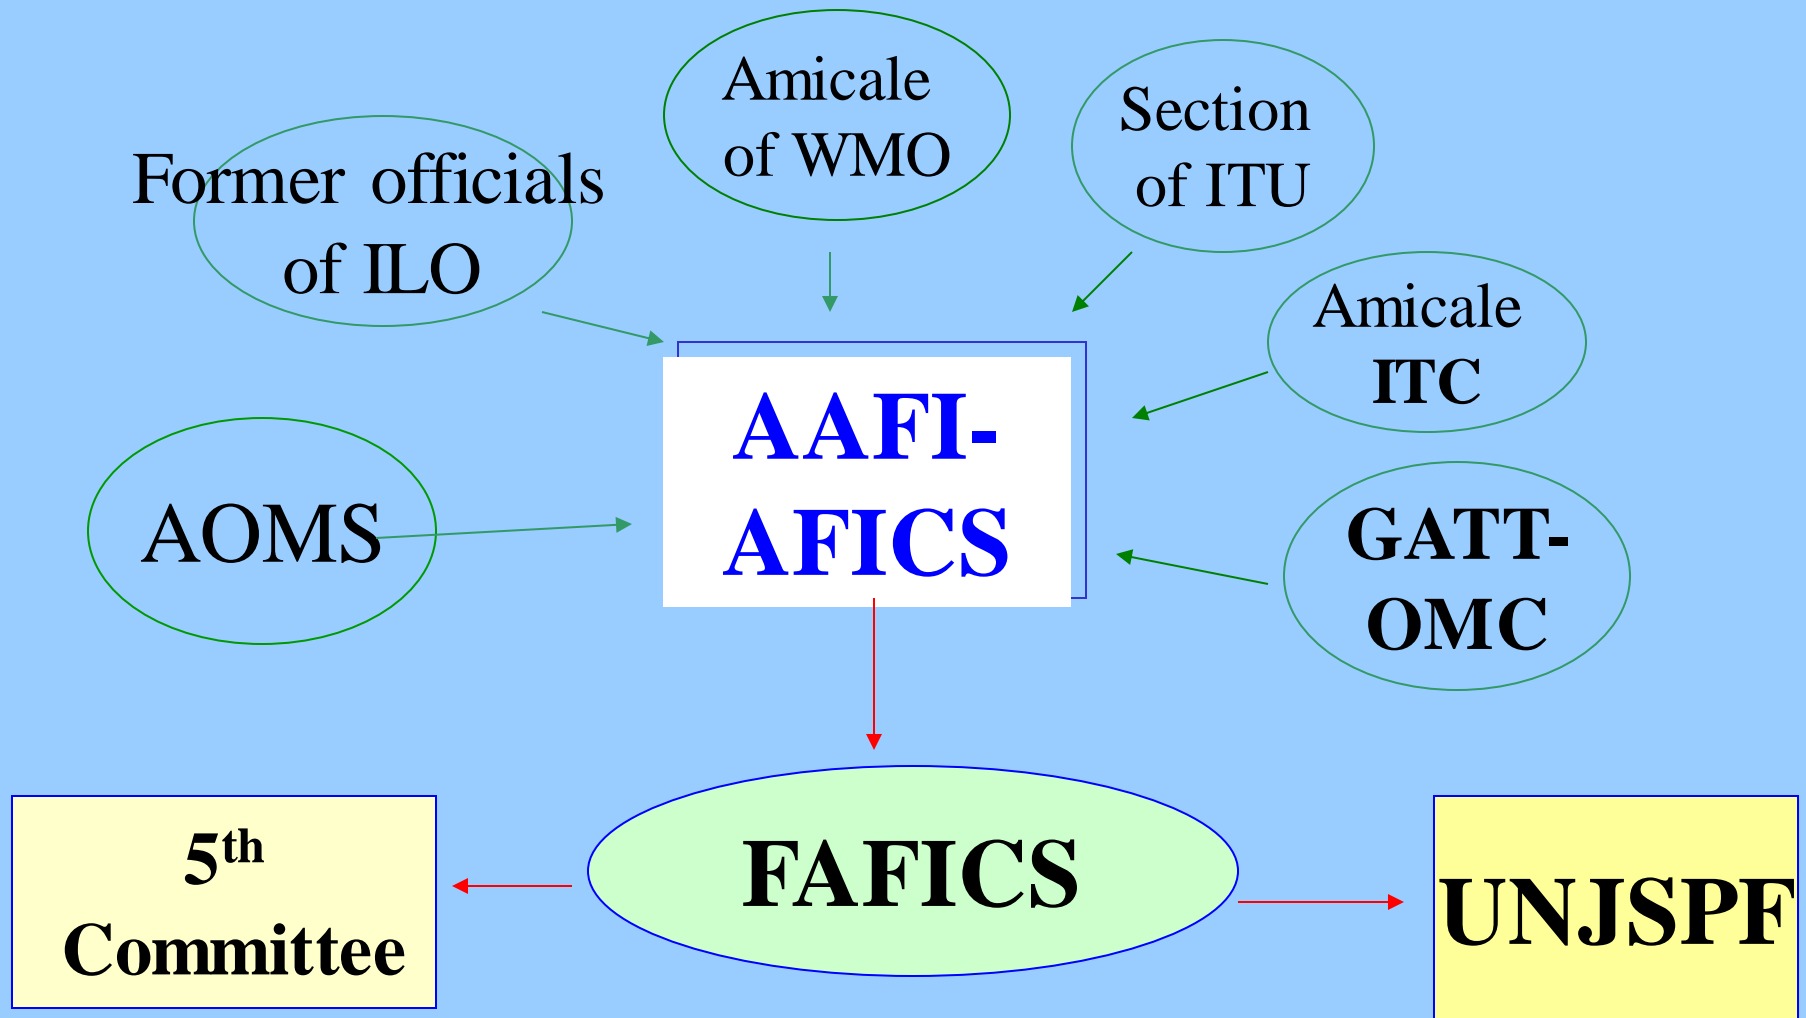 Amicale
of WMO
Section
of ITU
Former officials
of ILO
Amicale
ITC
AAFI-
AFICS
AOMS
GATT-
OMC
5th
Committee
FAFICS
UNJSPF